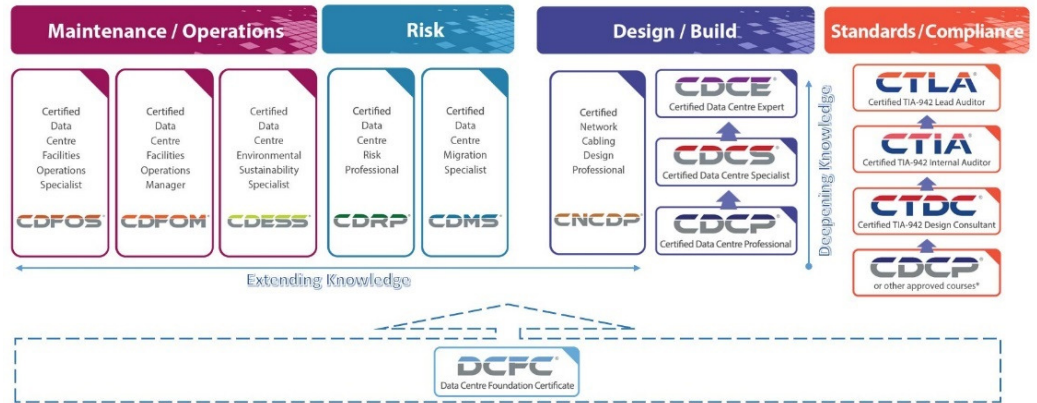 Maintenance / Operations
Risk
Design / Build
Standards/Compliance
Certified
Data
Centre
Facilities
Operations
Specialist
CDFOS®
Certified
Data
Centre
Facilities
Operations
Manager
CDFOM®
Certified
Data
Centre
Environmental
Sustainability
Specialist
CDESS®
Certified
Data
Centre
Risk
Professional
CDRP®
Certified
Data
Centre
Migration
Specialist
CDMS®
Certified
Network
Cabling
Design
Professional
CNCDP®
CDCE®
Certified Data Centre Expert
CDCS®
Certified Data Centre Specialist
CDCP®
Certified Data Centre Professional
Deepening Knowledge
CTLA®
Certified TIA-942 Lead Auditor
CTIA®
Certified TIA-942 Internal Auditor
CTDC®
Certified TIA-942 Design Consultant
CDCP®
or other approved courses*
Extending Knowledge
DCFC®
Data Centre Foundation Certificate